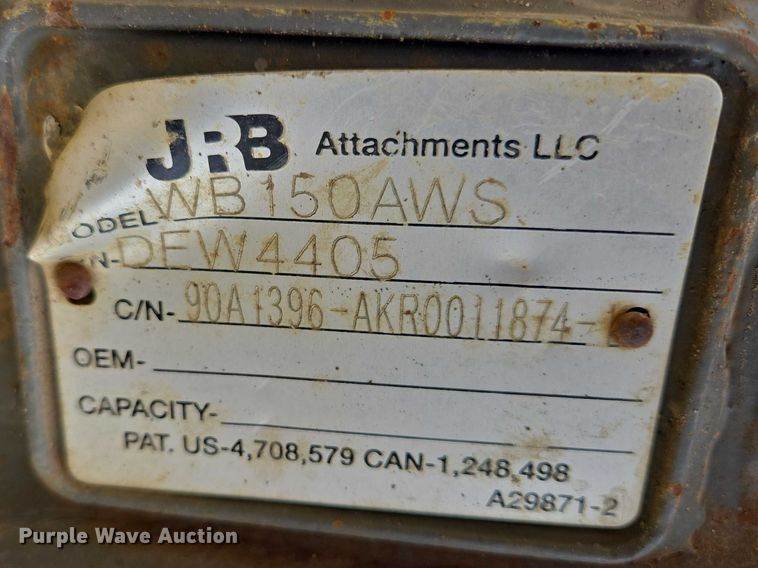 JRB Attachments LLC
ODEL WB150AWS
N- DEW4405
C/N- 90A1396-AKR0011874-
OEM-
CAPACITY-
PAT. US-4,708,579 CAN-1,248,498
A29871-2
Purple Wave Auction